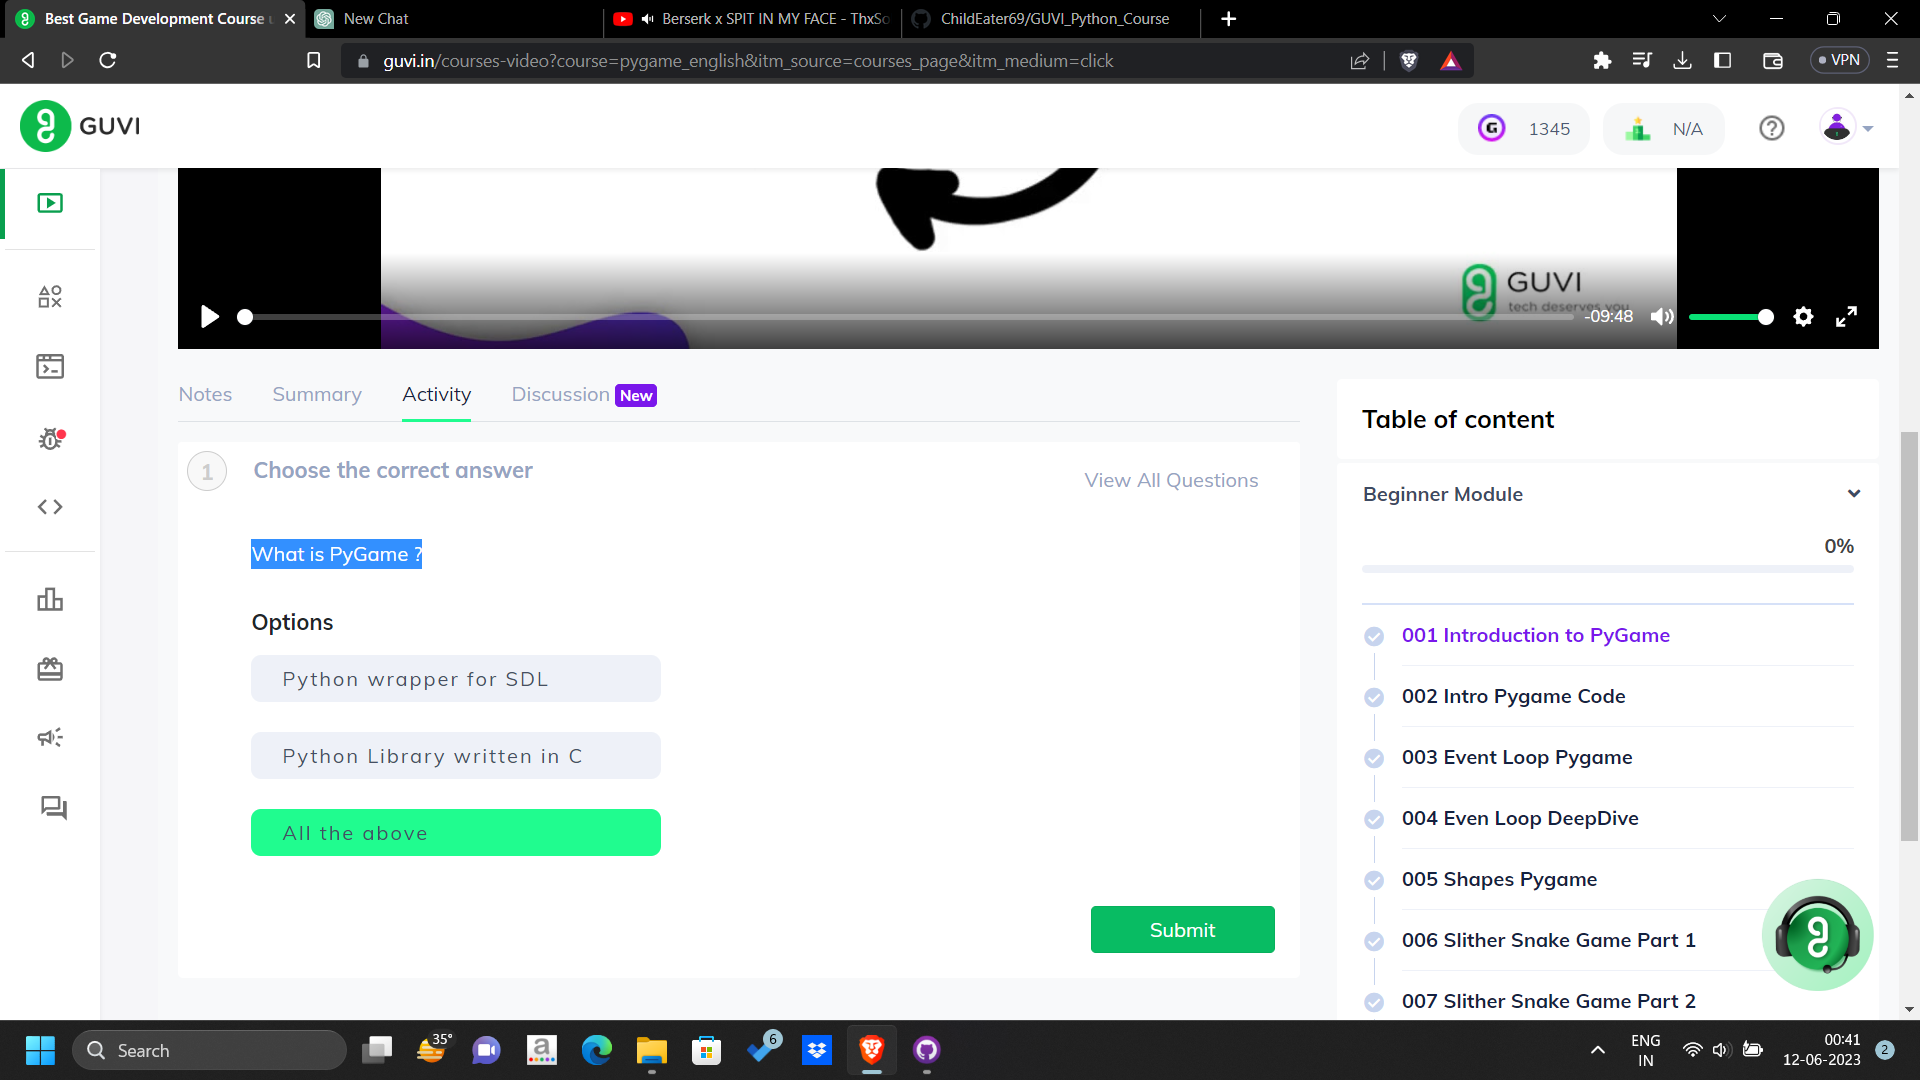 Best Game Development Course u
New Chat
Berserk x SPIT IN MY FACE - ThxSo
ChildEater69/GUVI_Python_Course
guvi.in/courses-video?course=pygame_english&itm_source=courses_page&itm_medium=click
VPN
GUVI
G
1345
N/A
GUVI
tech deserves you
-09:48
Notes
Summary
Activity
Discussion New
1
Choose the correct answer
View All Questions
What is PyGame ?
Options
Python wrapper for SDL
Python Library written in C
All the above
Submit
Table of content
Beginner Module
0%
001 Introduction to PyGame
002 Intro Pygame Code
003 Event Loop Pygame
004 Even Loop DeepDive
005 Shapes Pygame
006 Slither Snake Game Part 1
007 Slither Snake Game Part 2
Search
35°
a
6
ENG
IN
00:41
12-06-2023
2